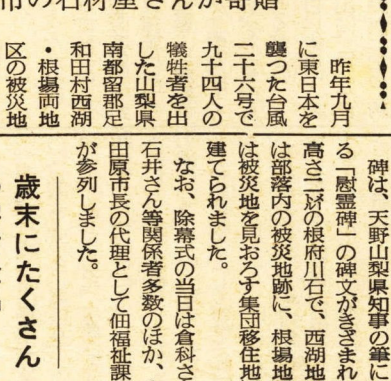 市の石材屋さんが寄贈
昨年九月
に東日本を
襲つた台風
二十六号で
九十四人の
犠牲者を出
した山梨県
南都留郡足
和田村西湖
・根場両地
区の被災地
碑は、天野山梨県知事の筆に
る「慰霊碑」の碑文がきざまれ
高さ二㍍の根府川石で、西湖地
は部落内の被災地跡に、根場地
は被災地を見おろす集団移住地
建てられました。
なお、除幕式の当日は倉科さ
石井さん等関係者多数のほか、
田原市長の代理として佃福祉課
が参列しました。
歳末にたくさん